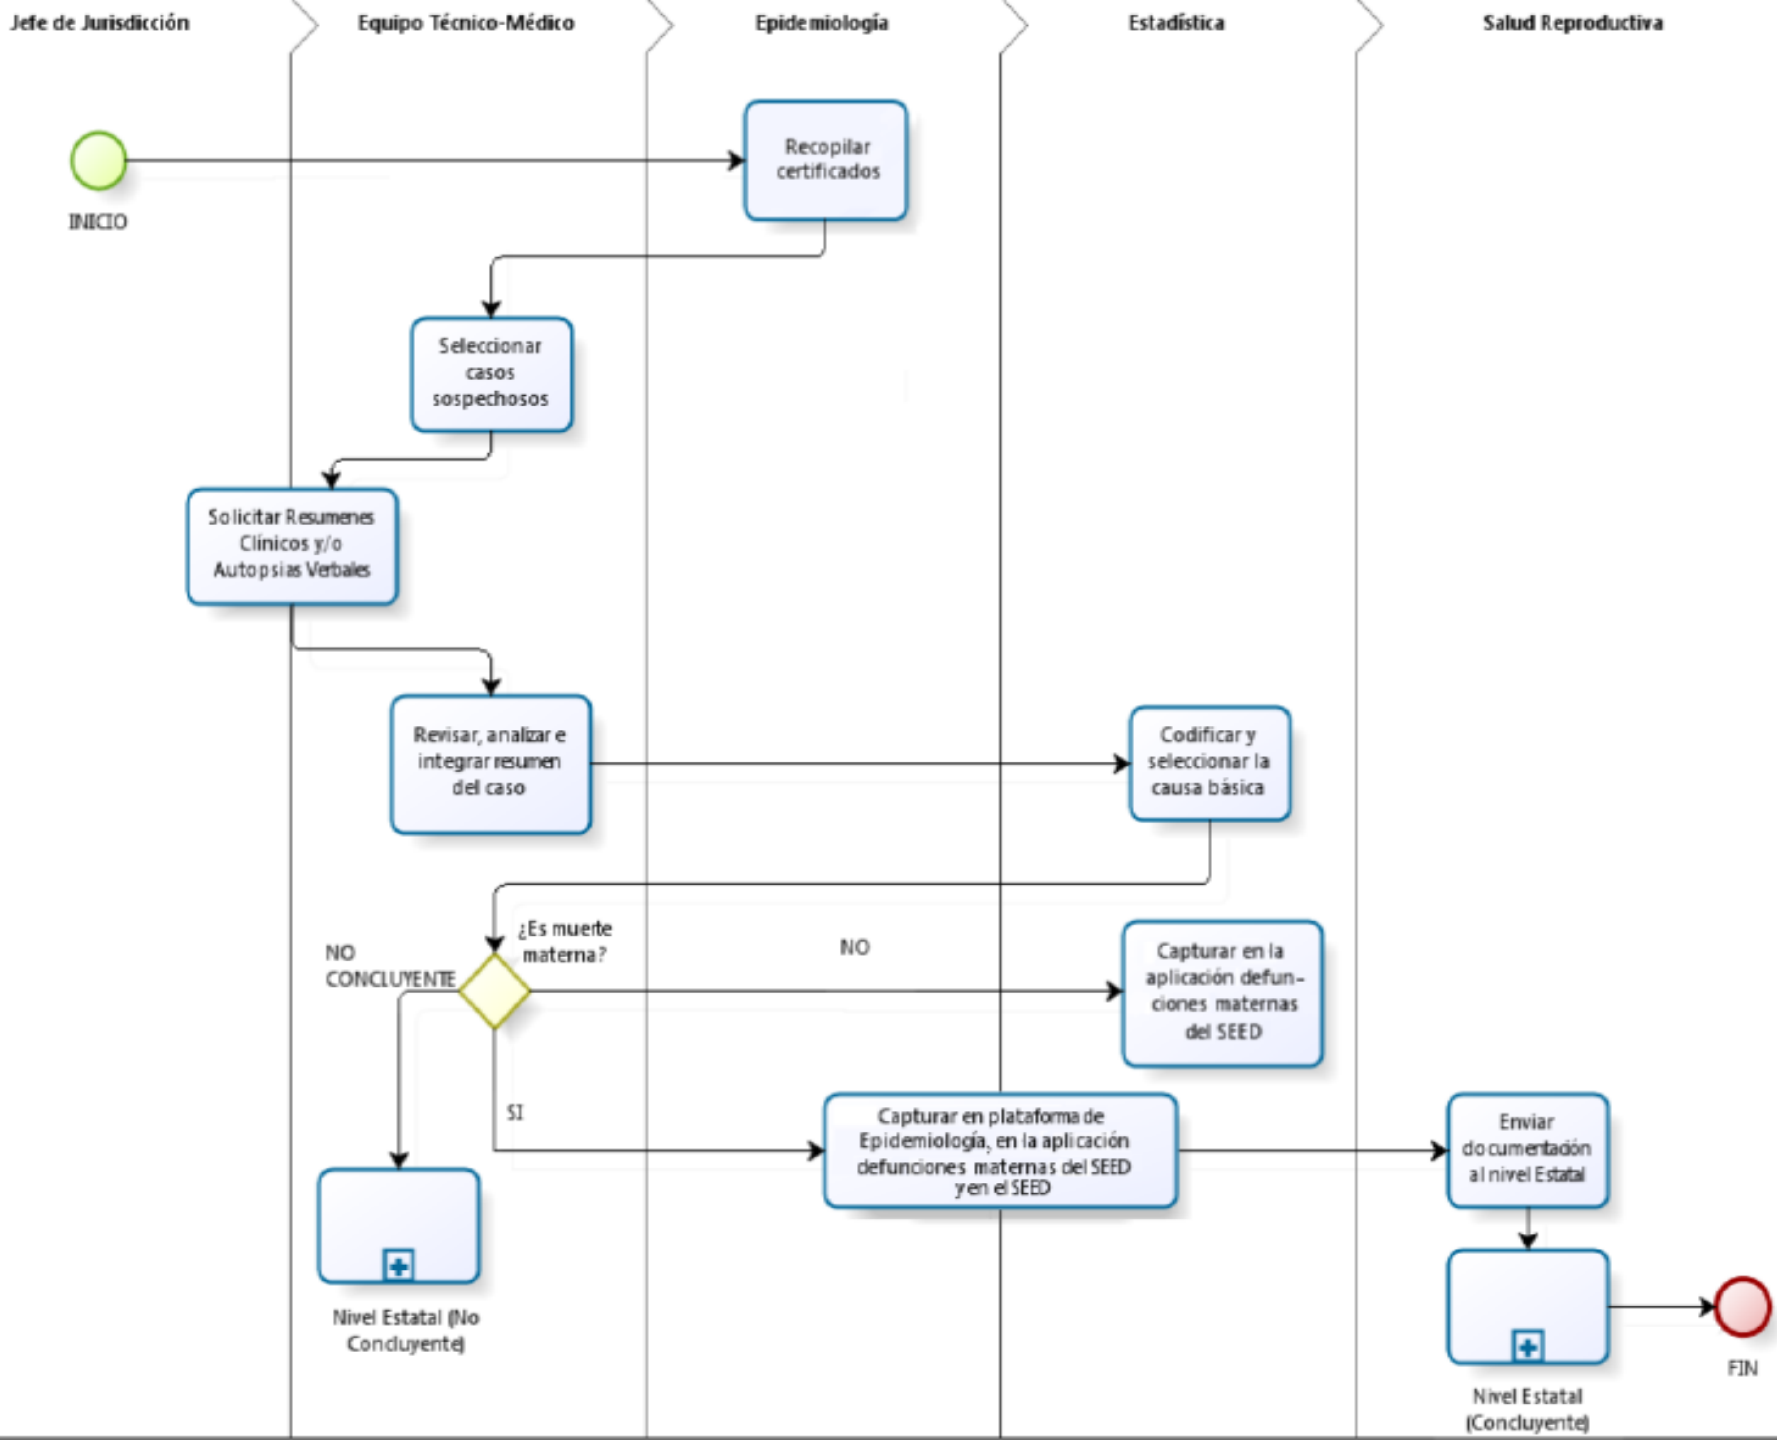 Jefe de Jurisdicción
Equipo Técnico-Médico
Epidemiología
Estadística
Salud Reproductiva
INICIO
Recopilar
certificados
Seleccionar
casos
sospechosos
Solicitar Resumenes
Clínicos y/o
Autopsias Verbales
Revisar, analizar e
integrar resumen
del caso
Codificar y
seleccionar la
causa básica
¿Es muerte
materna?
NO
CONCLUYENTE
NO
Capturar en la
aplicación defun-
ciones maternas
del SEED
SI
Capturar en plataforma de
Epidemiología, en la aplicación
defunciones maternas del SEED
y en el SEED
Enviar
documentación
al nivel Estatal
Nivel Estatal (No
Concluyente)
Nivel Estatal
(Concluyente)
FIN